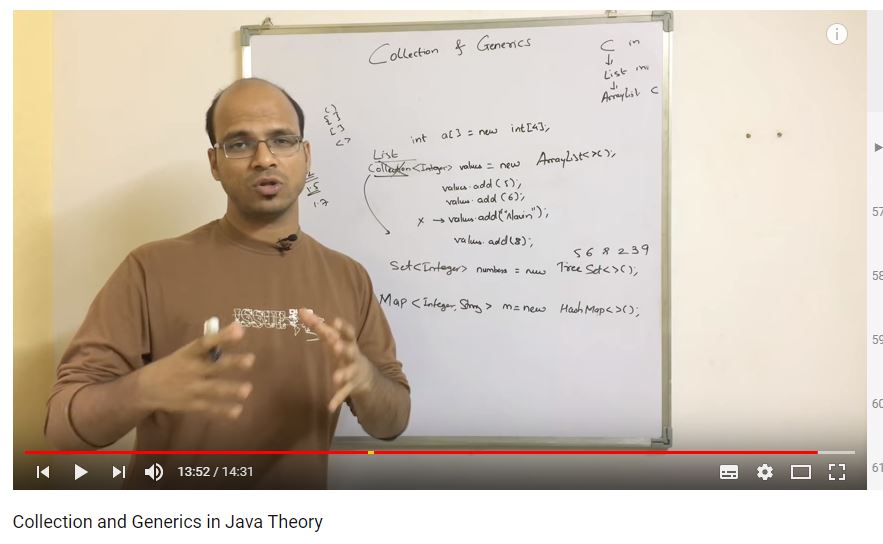 Collection & Generics
C in
List in
ArrayList C
( )
{ }
[ ]
< >
int a[ ] = new int[4];
List
Collection<Integer> values = new ArrayList<>();
values.add(5);
values.add(6);
x → values.add("Navin");
values.add(8);
1.5
1.7
5 6 8 2 3 9
Set<Integer> numbers = new TreeSet<>();
Map<Integer, String> m = new HashMap<>();
ISSUE
i
57
58
59
60
61
13:52 / 14:31
Collection and Generics in Java Theory